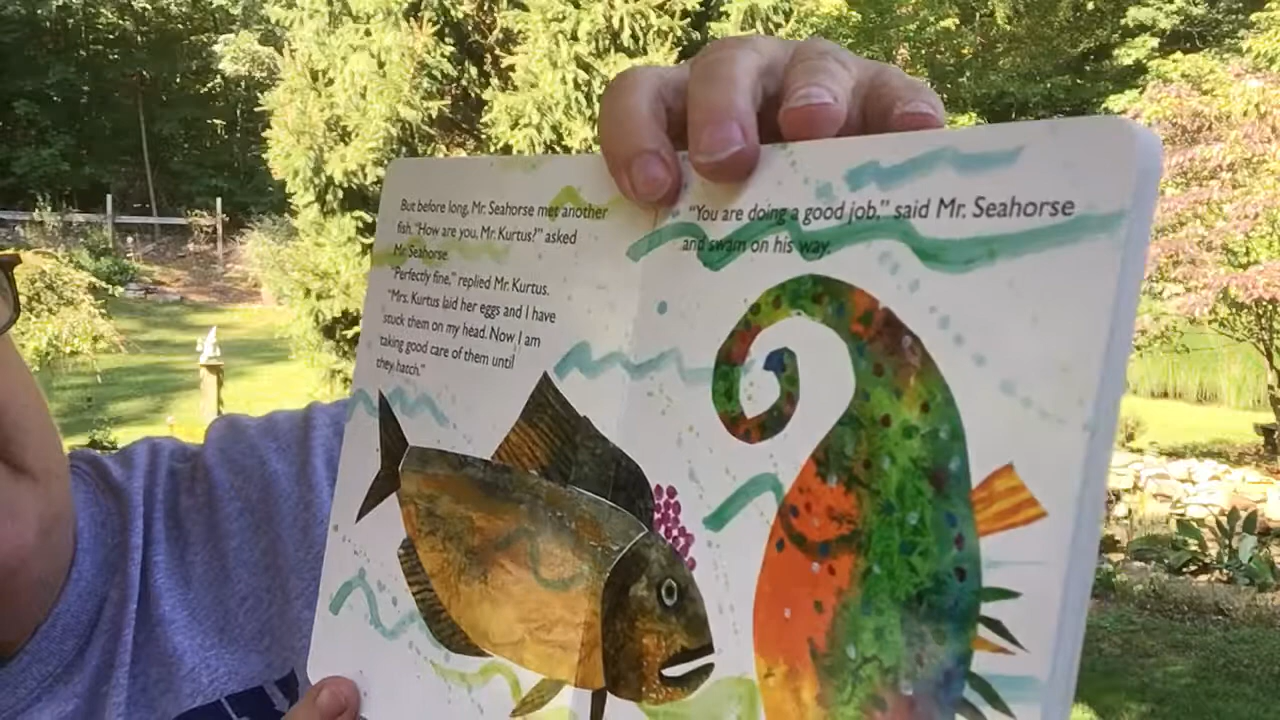 But before long, Mr. Seahorse met another
fish. "How are you, Mr. Kurtus?" asked
Mr. Seahorse.
"Perfectly fine," replied Mr. Kurtus.
"Mrs. Kurtus laid her eggs and I have
stuck them on my head. Now I am
taking good care of them until
they hatch."
"You are doing a good job," said Mr. Seahorse
and swam on his way.